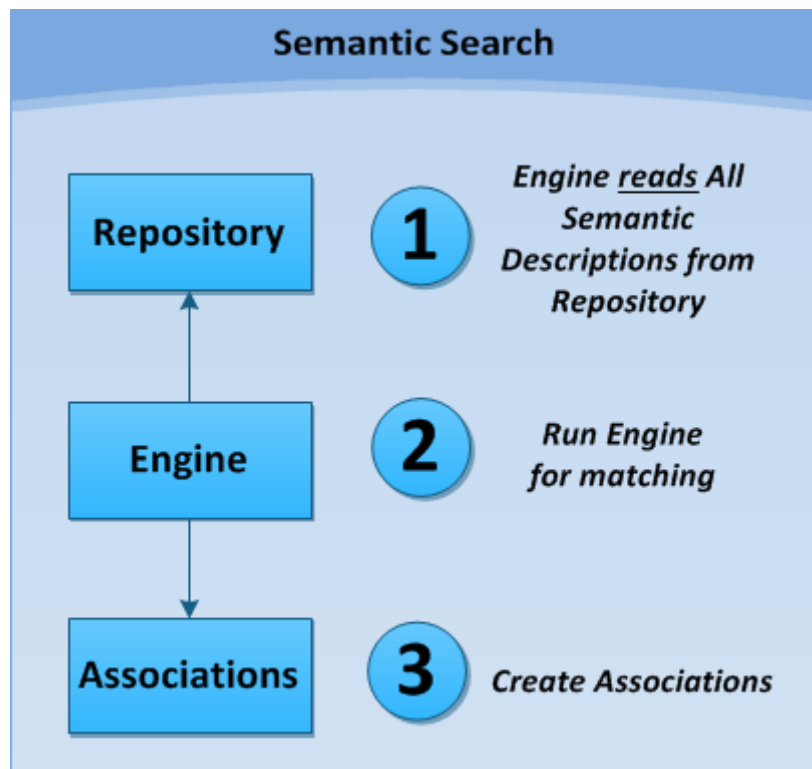 Semantic Search
Repository
1
Engine reads All
Semantic
Descriptions from
Repository
Engine
2
Run Engine
for matching
Associations
3
Create Associations